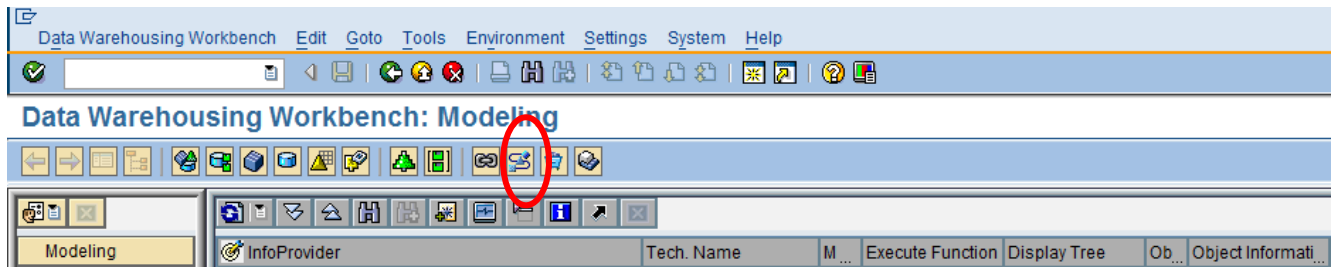 Data Warehousing Workbench Edit Goto Tools Environment Settings System Help
Data Warehousing Workbench: Modeling
Modeling InfoProvider Tech. Name M... Execute Function Display Tree Ob... Object Informati...